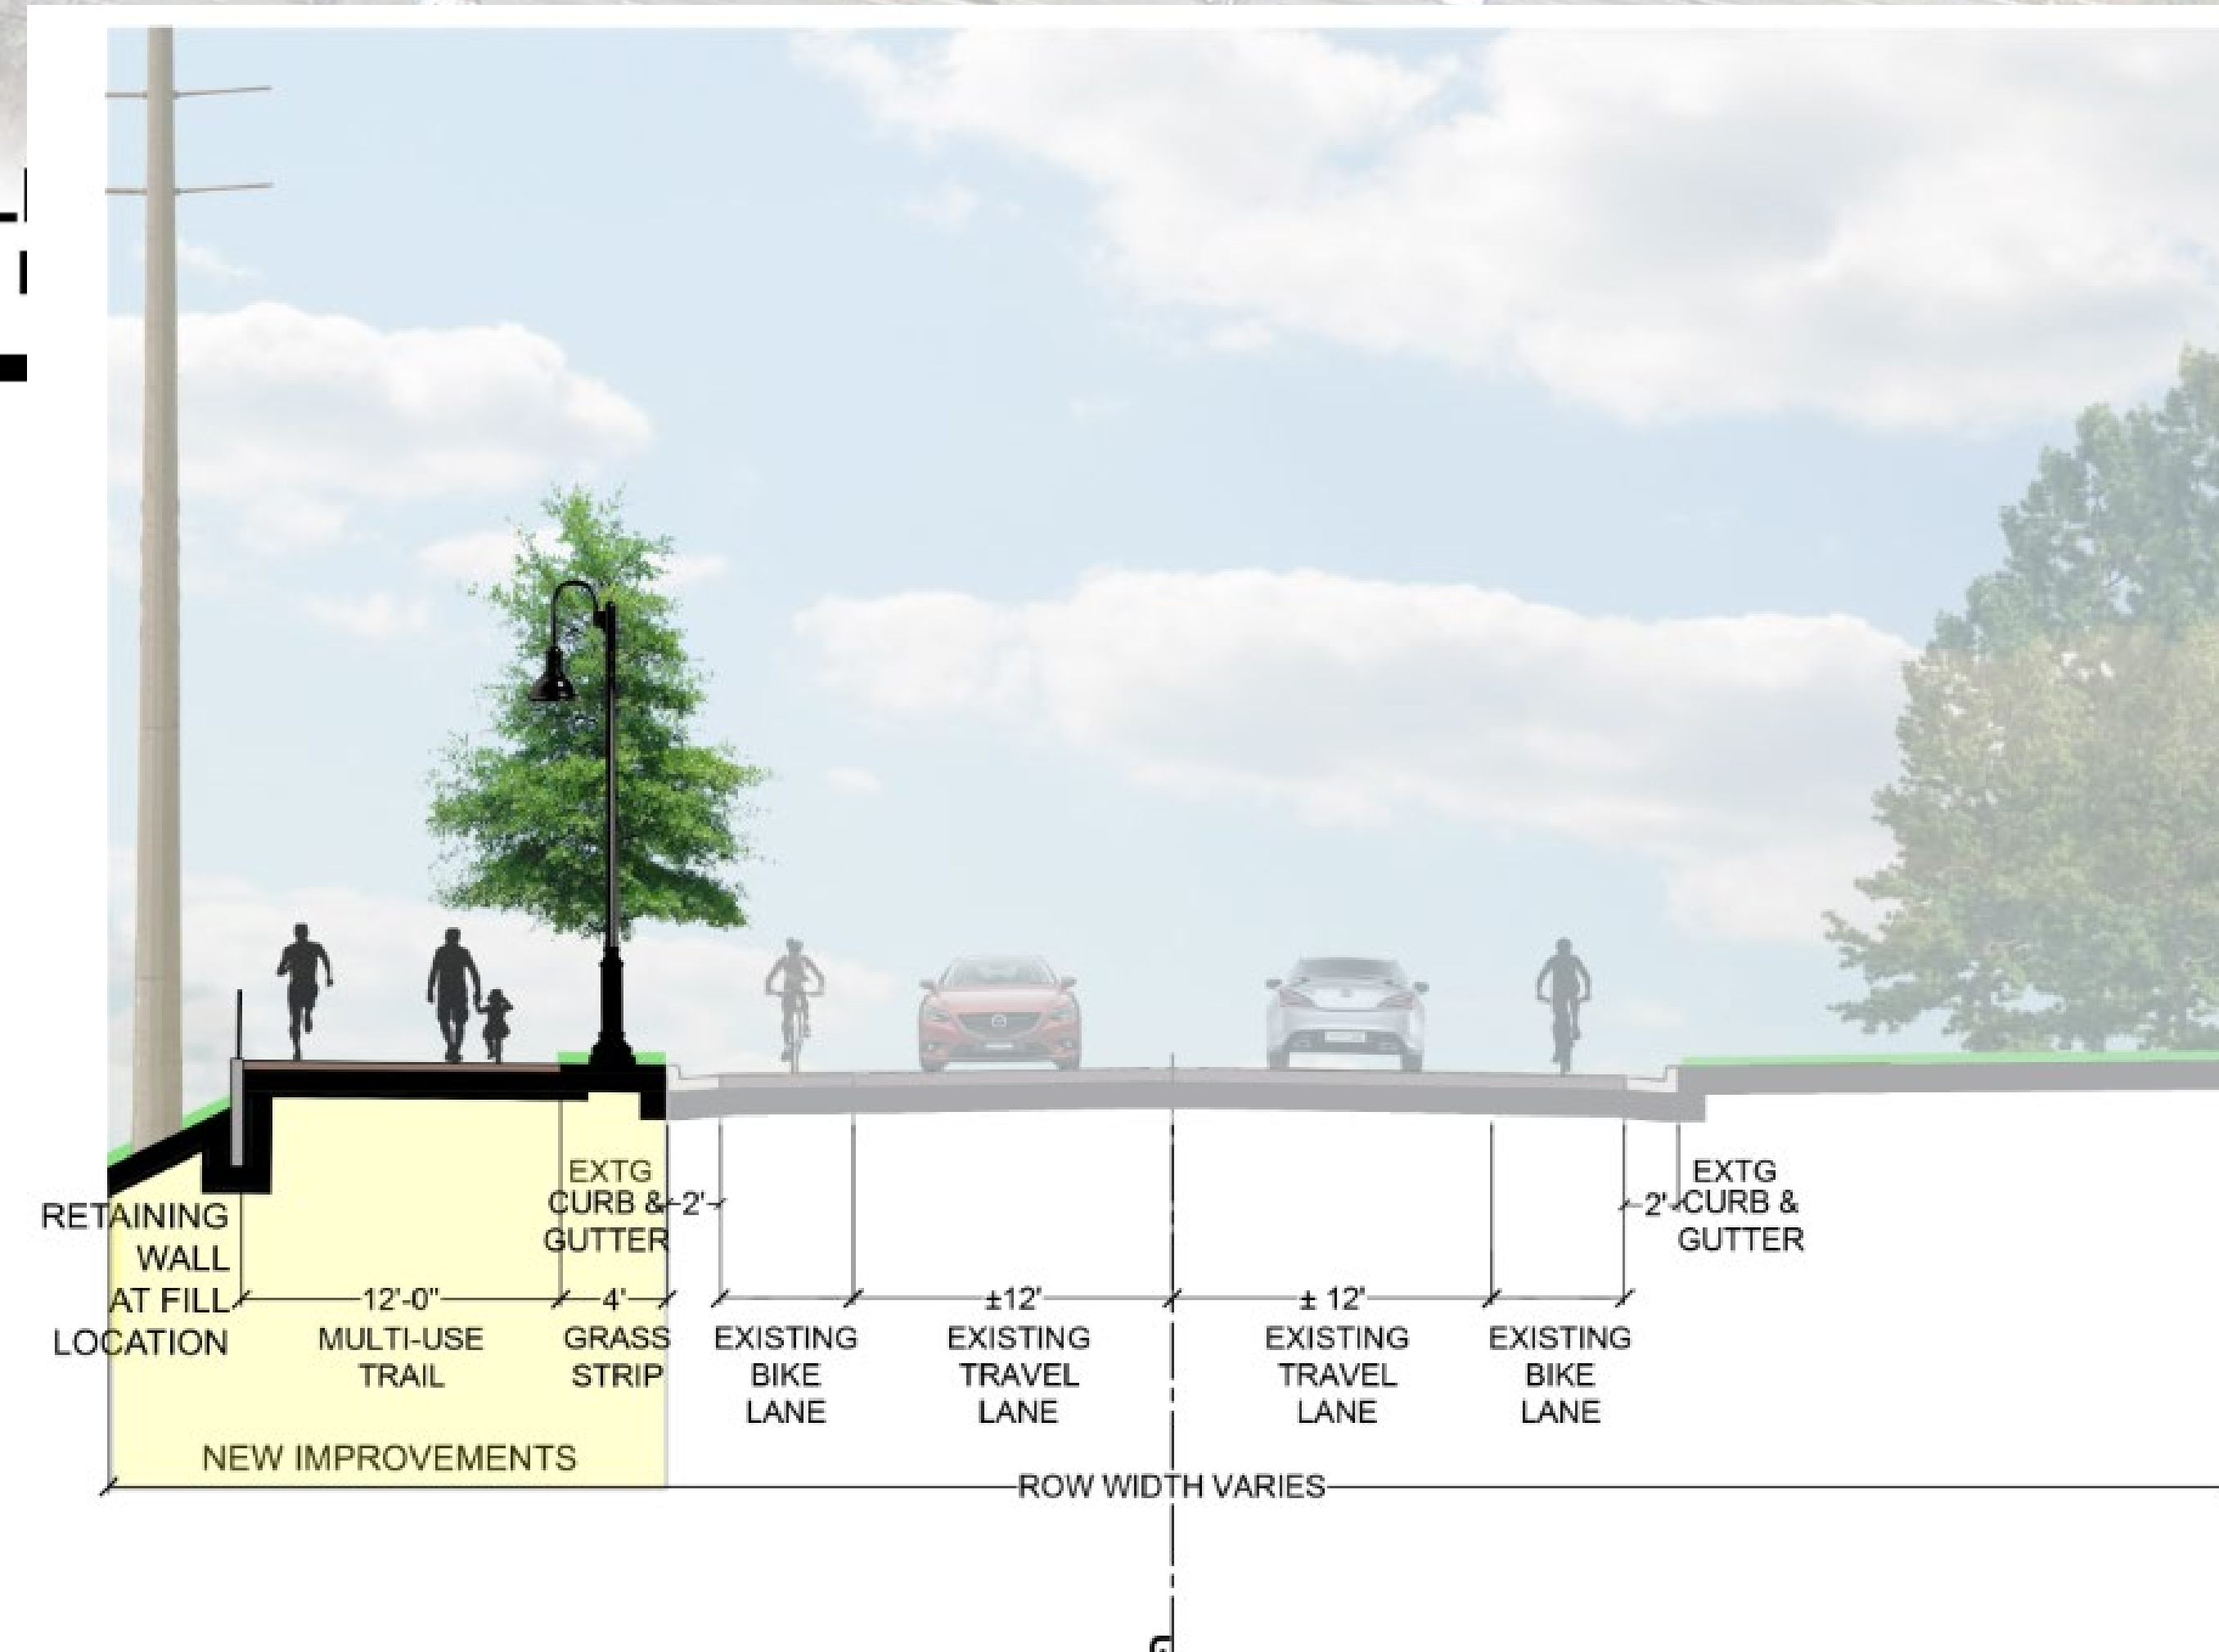 EXTG
CURB &
GUTTER
2'
2'
EXTG
CURB &
GUTTER
RETAINING
WALL
AT FILL
LOCATION
12'-0"
4'
±12'
± 12'
MULTI-USE
TRAIL
GRASS
STRIP
EXISTING
BIKE
LANE
EXISTING
TRAVEL
LANE
EXISTING
TRAVEL
LANE
EXISTING
BIKE
LANE
NEW IMPROVEMENTS
ROW WIDTH VARIES